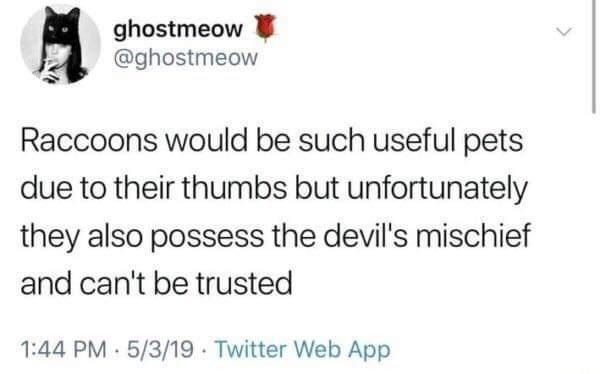 ghostmeow 🌹
@ghostmeow
Raccoons would be such useful pets
due to their thumbs but unfortunately
they also possess the devil's mischief
and can't be trusted
1:44 PM · 5/3/19 · Twitter Web App